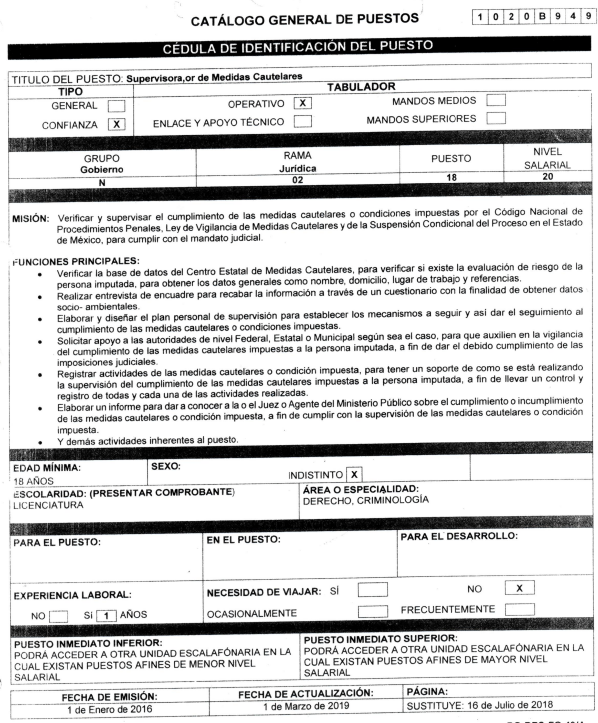 CATÁLOGO GENERAL DE PUESTOS
1 0 2 0 B 9 4 9
CÉDULA DE IDENTIFICACIÓN DEL PUESTO
TITULO DEL PUESTO: Supervisora,or de Medidas Cautelares
TIPO TABULADOR
GENERAL OPERATIVO X MANDOS MEDIOS
CONFIANZA X ENLACE Y APOYO TÉCNICO MANDOS SUPERIORES
GRUPO RAMA PUESTO NIVEL SALARIAL
Gobierno Jurídica
N 02 18 20
MISIÓN: Verificar y supervisar el cumplimiento de las medidas cautelares o condiciones impuestas por el Código Nacional de
Procedimientos Penales, Ley de Vigilancia de Medidas Cautelares y de la Suspensión Condicional del Proceso en el Estado
de México, para cumplir con el mandato judicial.
FUNCIONES PRINCIPALES:
• Verificar la base de datos del Centro Estatal de Medidas Cautelares, para verificar si existe la evaluación de riesgo de la
persona imputada, para obtener los datos generales como nombre, domicilio, lugar de trabajo y referencias.
• Realizar entrevista de encuadre para recabar la información a través de un cuestionario con la finalidad de obtener datos
socio- ambientales.
• Elaborar y diseñar el plan personal de supervisión para establecer los mecanismos a seguir y así dar el seguimiento al
cumplimiento de las medidas cautelares o condiciones impuestas.
• Solicitar apoyo a las autoridades de nivel Federal, Estatal o Municipal según sea el caso, para que auxilien en la vigilancia
del cumplimiento de las medidas cautelares impuestas a la persona imputada, a fin de dar el debido cumplimiento de las
imposiciones judiciales.
• Registrar actividades de las medidas cautelares o condición impuesta, para tener un soporte de como se está realizando
la supervisión del cumplimiento de las medidas cautelares impuestas a la persona imputada, a fin de llevar un control y
registro de todas y cada una de las actividades realizadas.
• Elaborar un informe para dar a conocer a la o el Juez o Agente del Ministerio Público sobre el cumplimiento o incumplimiento
de las medidas cautelares o condición impuesta, a fin de cumplir con la supervisión de las medidas cautelares o condición
impuesta.
• Y demás actividades inherentes al puesto.
EDAD MÍNIMA: SEXO:
18 AÑOS INDISTINTO X
ESCOLARIDAD: (PRESENTAR COMPROBANTE) ÁREA O ESPECIALIDAD:
LICENCIATURA DERECHO, CRIMINOLOGÍA
PARA EL PUESTO: EN EL PUESTO: PARA EL DESARROLLO:
EXPERIENCIA LABORAL: NECESIDAD DE VIAJAR: SÍ NO X
NO SI 1 AÑOS OCASIONALMENTE FRECUENTEMENTE
PUESTO INMEDIATO INFERIOR: PUESTO INMEDIATO SUPERIOR:
PODRÁ ACCEDER A OTRA UNIDAD ESCALAFÓNARIA EN LA PODRÁ ACCEDER A OTRA UNIDAD ESCALAFÓNARIA EN LA
CUAL EXISTAN PUESTOS AFINES DE MENOR NIVEL CUAL EXISTAN PUESTOS AFINES DE MAYOR NIVEL
SALARIAL SALARIAL
FECHA DE EMISIÓN: FECHA DE ACTUALIZACIÓN: PÁGINA:
1 de Enero de 2016 1 de Marzo de 2019 SUSTITUYE: 16 de Julio de 2018